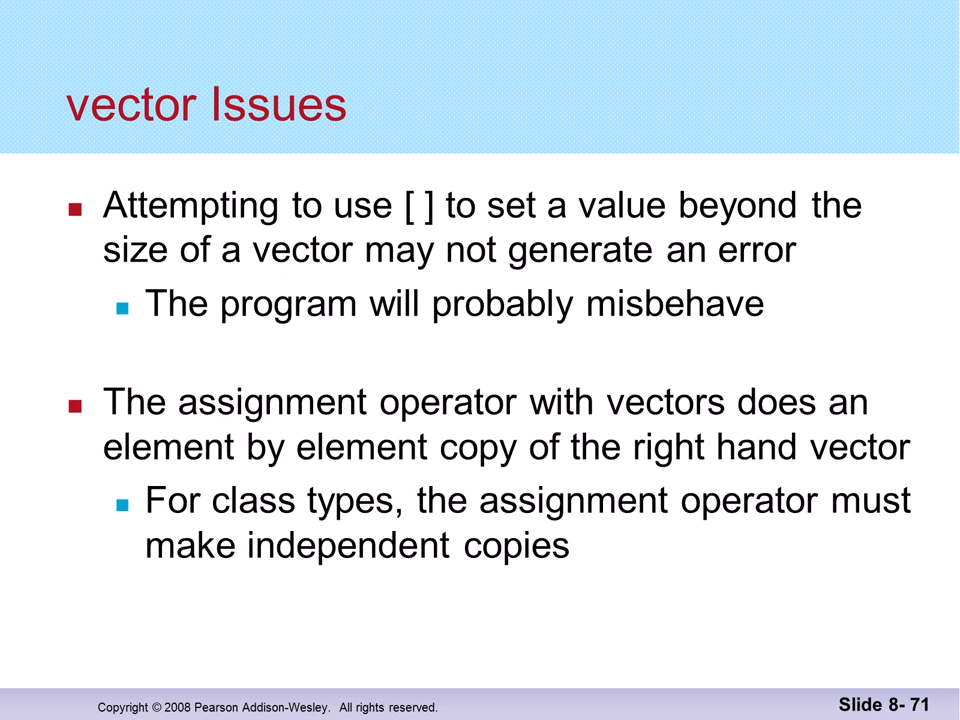 vector Issues
Attempting to use [ ] to set a value beyond the
size of a vector may not generate an error
The program will probably misbehave
The assignment operator with vectors does an
element by element copy of the right hand vector
For class types, the assignment operator must
make independent copies
Copyright © 2008 Pearson Addison-Wesley. All rights reserved.
Slide 8- 71